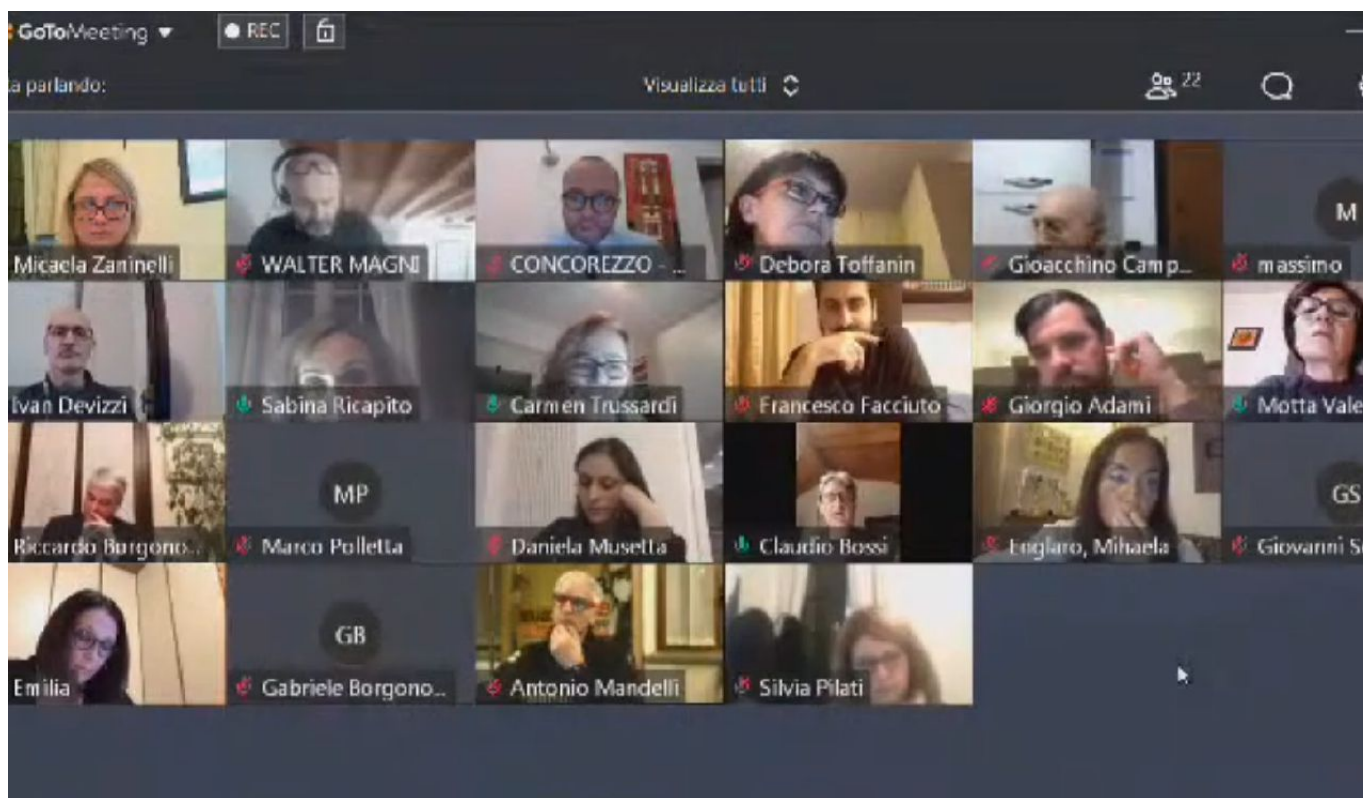 GoToMeeting
REC
a parlando:
Visualizza tutti
22
Micaela Zaninelli
WALTER MAGNI
CONCOREZZO - ...
Debora Toffanin
Gioacchino Camp...
M
massimo
Ivan Devizzi
Sabina Ricapito
Carmen Trussardi
Francesco Facciuto
Giorgio Adami
Motta Vale
Riccardo Borgono...
MP
Marco Polletta
Daniela Musetta
Claudio Bossi
Englaro, Mihaela
GS
Giovanni S
Emilia
GB
Gabriele Borgono...
Antonio Mandelli
Silvia Pilati